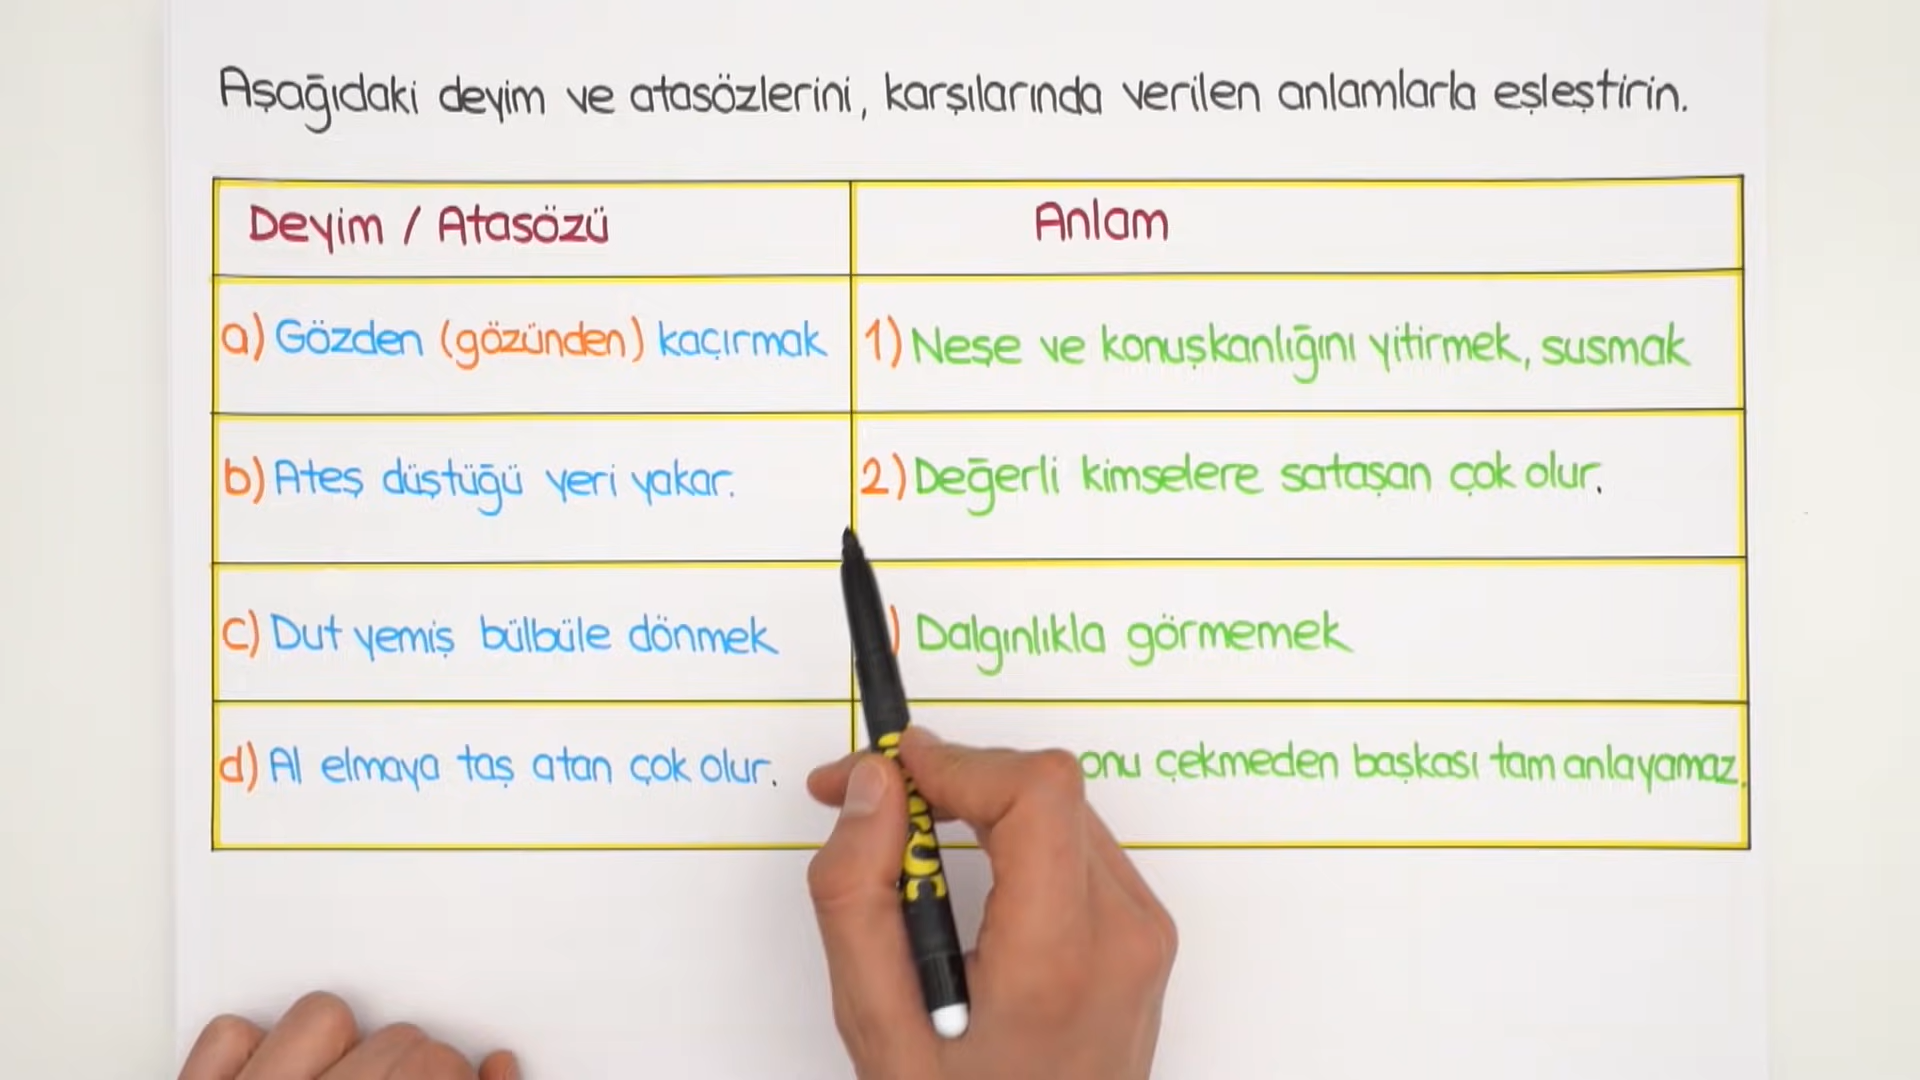 Aşağıdaki deyim ve atasözlerini, karşılarında verilen anlamlarla eşleştirin.
Deyim / Atasözü
Anlam
a) Gözden (gözünden) kaçırmak
1) Neşe ve konuşkanlığını yitirmek, susmak
b) Ateş düştüğü yeri yakar.
2) Değerli kimselere sataşan çok olur.
c) Dut yemiş bülbüle dönmek
) Dalgınlıkla görmemek
d) Al elmaya taş atan çok olur.
onu çekmeden başkası tam anlayamaz.